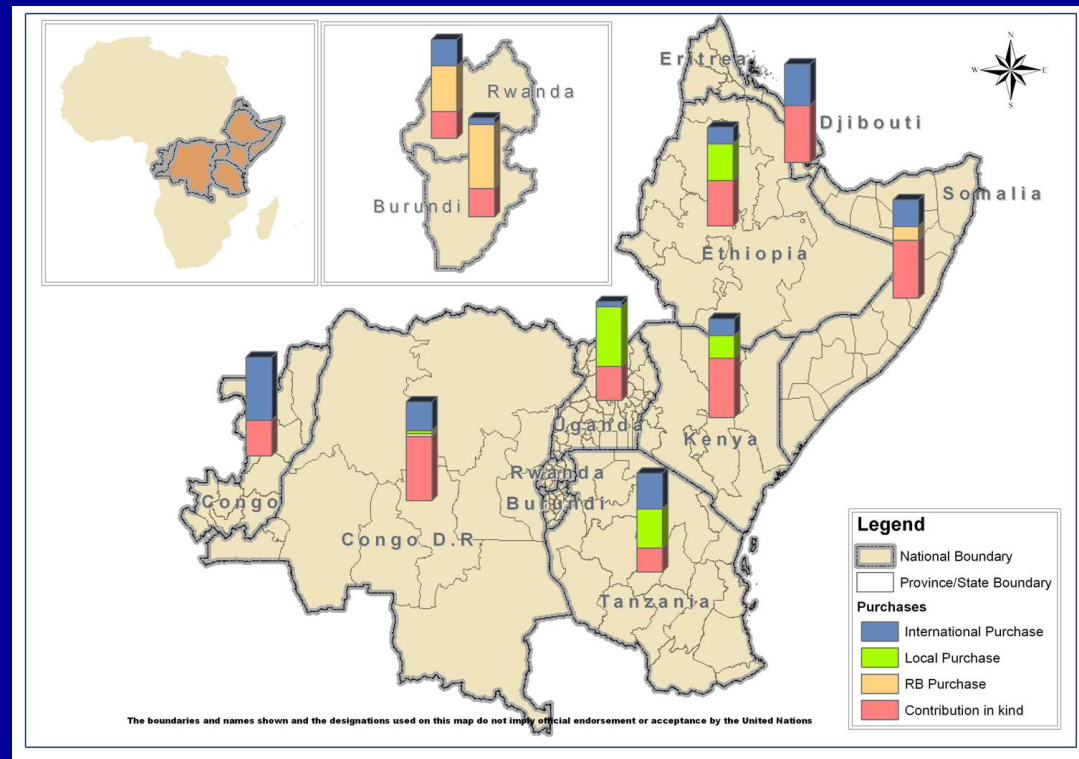 Rwanda
Burundi
Eritrea
N
W E
S
Djibouti
Somalia
Ethiopia
Uganda
Kenya
Rwanda
Burundi
Congo
Congo D.R
Tanzania
Legend
National Boundary
Province/State Boundary
Purchases
International Purchase
Local Purchase
RB Purchase
Contribution in kind
The boundaries and names shown and the designations used on this map do not imply official endorsement or acceptance by the United Nations